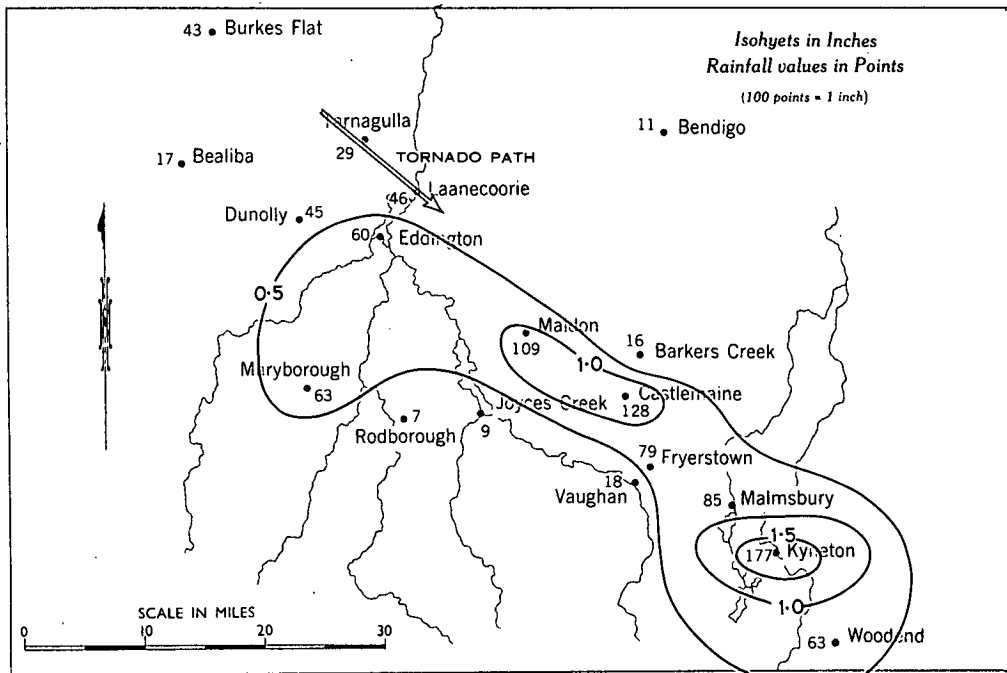 43 Burkes Flat
Isohyets in Inches
Rainfall values in Points
(100 points = 1 inch)
Tarnagulla
29
11 Bendigo
17 Bealiba
TORNADO PATH
Laanecoorie
46
Dunolly 45
60 Eddington
0·5
Maldon
109
16
Barkers Creek
1·0
Maryborough
63
Castlemaine
128
Joyces Creek
9
7
Rodborough
79
Fryerstown
18
Vaughan
85 Malmsbury
1·5
177 Kyneton
1·0
63 Woodend
SCALE IN MILES
0 10 20 30